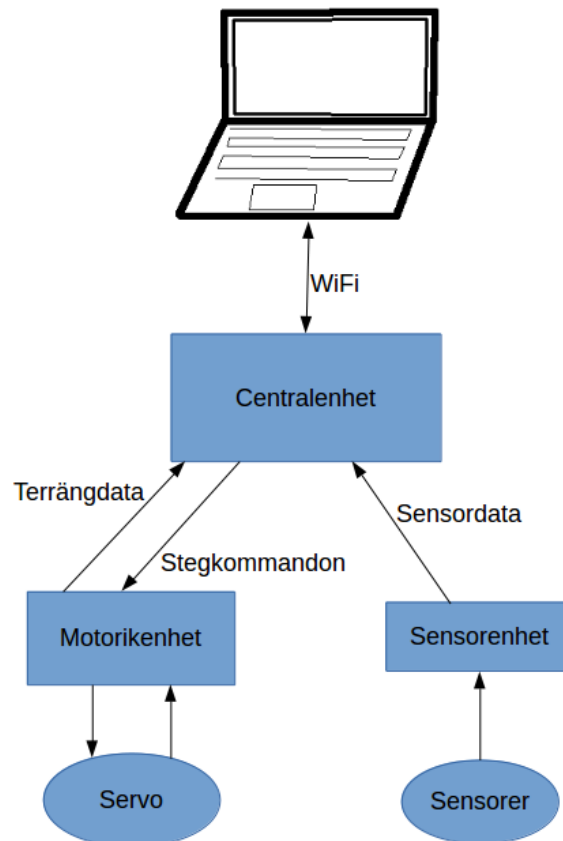 WiFi
Centralenhet
Terrängdata
Sensordata
Stegkommandon
Motorikenhet
Sensorenhet
Servo
Sensorer